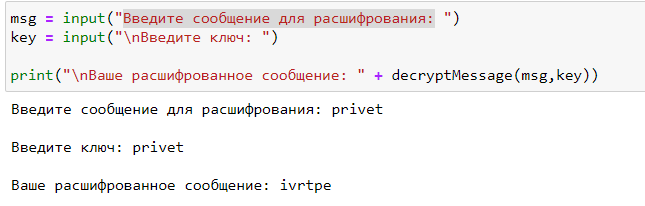 msg = input("Введите сообщение для расшифрования: ")
key = input("\nВведите ключ: ")
print("\nВаше расшифрованное сообщение: " + decryptMessage(msg,key))
Введите сообщение для расшифрования: privet
Введите ключ: privet
Ваше расшифрованное сообщение: ivrtpe